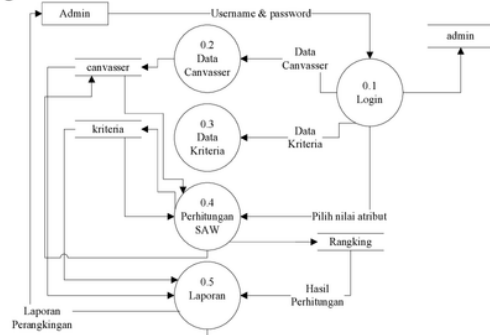 Admin
Username & password
admin
canvasser
0.2
Data
Canvasser
Data
Canvasser
0.1
Login
kriteria
0.3
Data
Kriteria
Data
Kriteria
0.4
Perhitungan
SAW
Pilih nilai atribut
Rangking
0.5
Laporan
Hasil
Perhitungan
Laporan
Perangkingan